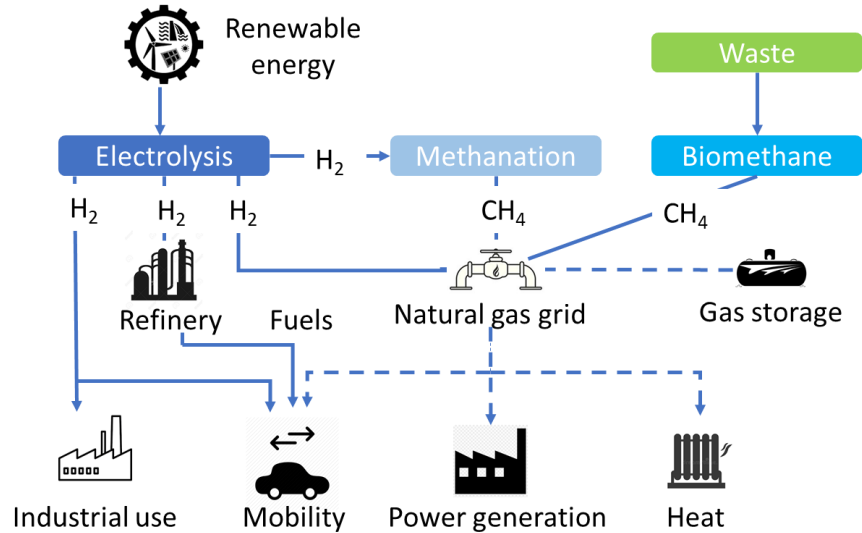 Renewable
energy
Waste
Electrolysis
H₂
Methanation
Biomethane
H₂
H₂
H₂
CH₄
CH₄
Refinery
Fuels
Natural gas grid
Gas storage
Industrial use
Mobility
Power generation
Heat